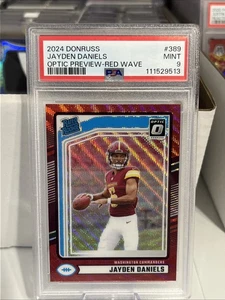 2024 DONRUSS #389
JAYDEN DANIELS MINT
OPTIC PREVIEW-RED WAVE 9
PSA 111529513
RATED ROOKIE
OPTIC
WASHINGTON COMMANDERS
JAYDEN DANIELS